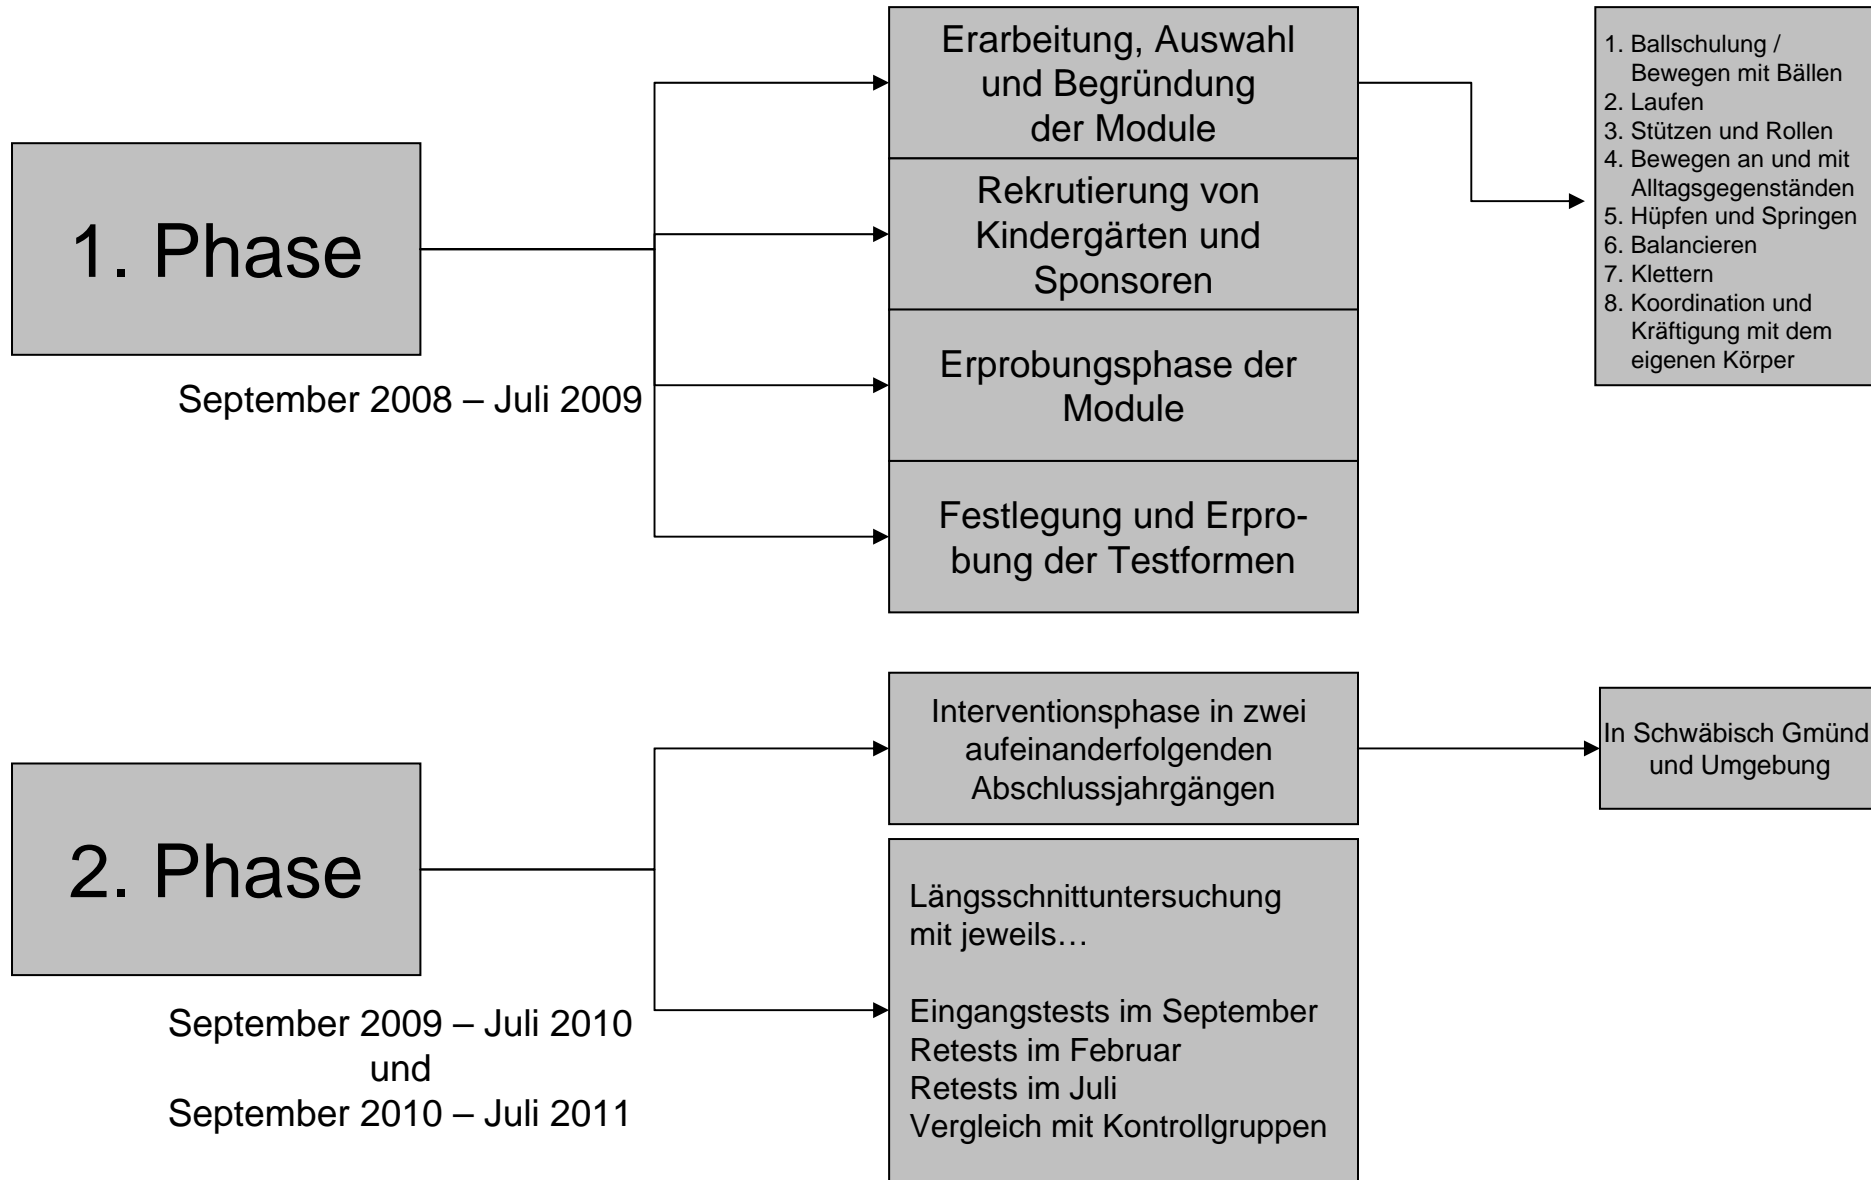 1. Phase
September 2008 – Juli 2009
Erarbeitung, Auswahl
und Begründung
der Module
Rekrutierung von
Kindergärten und
Sponsoren
Erprobungsphase der
Module
Festlegung und Erpro-
bung der Testformen
1. Ballschulung /
Bewegen mit Bällen
2. Laufen
3. Stützen und Rollen
4. Bewegen an und mit
Alltagsgegenständen
5. Hüpfen und Springen
6. Balancieren
7. Klettern
8. Koordination und
Kräftigung mit dem
eigenen Körper
2. Phase
September 2009 – Juli 2010
und
September 2010 – Juli 2011
Interventionsphase in zwei
aufeinanderfolgenden
Abschlussjahrgängen
In Schwäbisch Gmünd
und Umgebung
Längsschnittuntersuchung
mit jeweils…
Eingangstests im September
Retests im Februar
Retests im Juli
Vergleich mit Kontrollgruppen